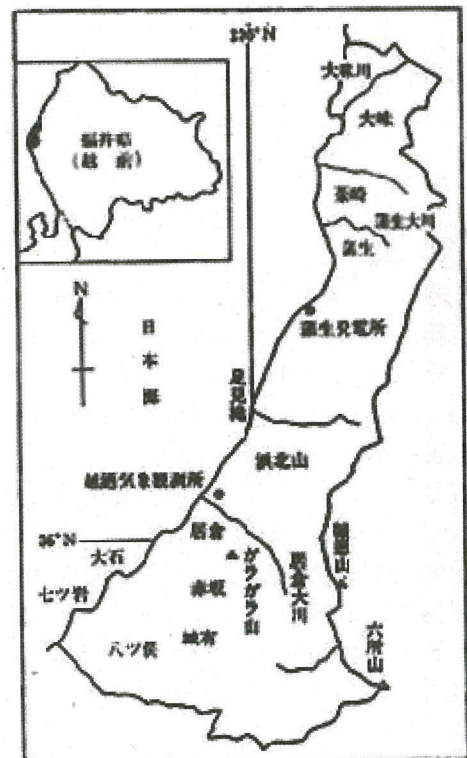 福井県
(越前)
N
日本海
136°N
大味川
大味
茱崎
蒲生大川
蒲生
蒲生発電所
足見滝
浜北山
越廼気象観測所
36°N
大石
居倉
七ツ岩
赤坂
ガラガラ山
居倉大川
八ツ俣
城有
六所山